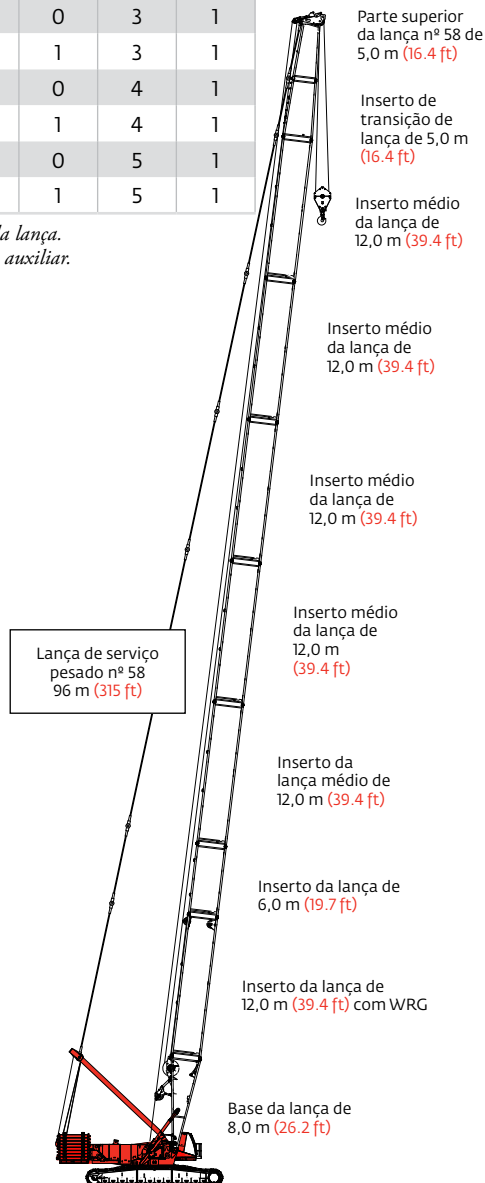 0 3 1
1 3 1
0 4 1
1 4 1
0 5 1
1 5 1
da lança.
auxiliar.
Parte superior
da lança nº 58 de
5,0 m (16.4 ft)
Inserto de
transição de
lança de 5,0 m
(16.4 ft)
Inserto médio
da lança de
12,0 m (39.4 ft)
Inserto médio
da lança de
12,0 m (39.4 ft)
Inserto médio
da lança de
12,0 m (39.4 ft)
Inserto médio
da lança de
12,0 m
(39.4 ft)
Lança de serviço
pesado nº 58
96 m (315 ft)
Inserto da
lança médio de
12,0 m (39.4 ft)
Inserto da lança de
6,0 m (19.7 ft)
Inserto da lança de
12,0 m (39.4 ft) com WRG
Base da lança de
8,0 m (26.2 ft)